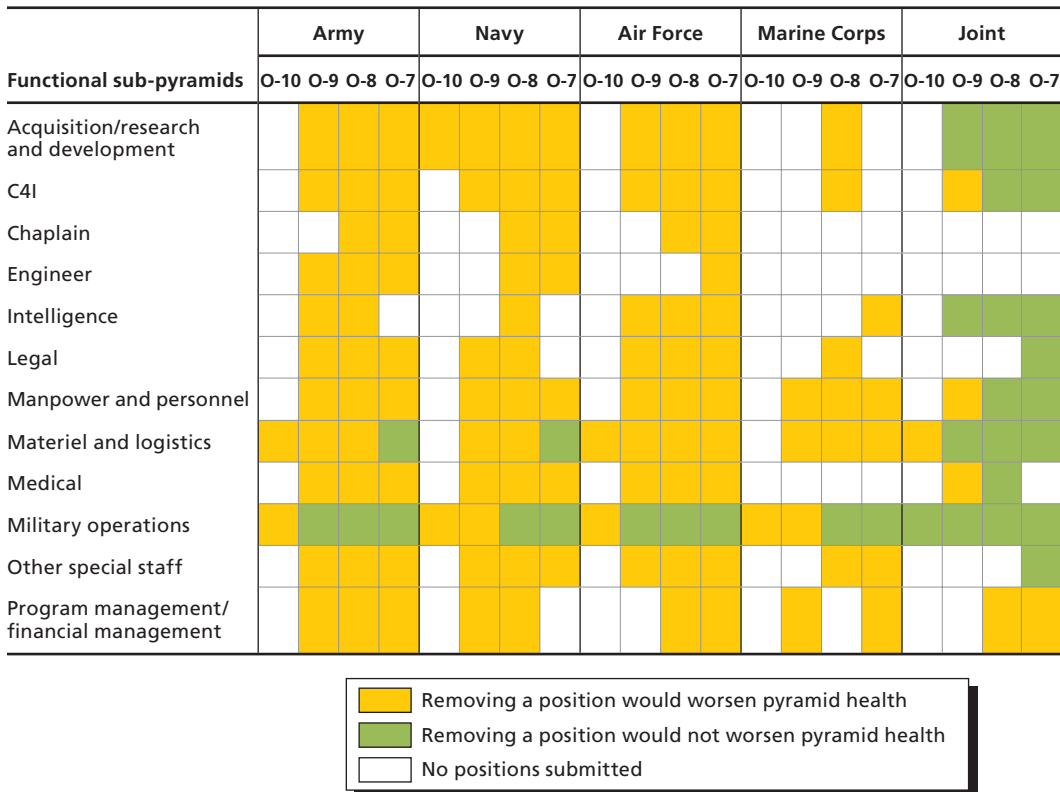 Army Navy Air Force Marine Corps Joint
Functional sub-pyramids O-10 O-9 O-8 O-7 O-10 O-9 O-8 O-7 O-10 O-9 O-8 O-7 O-10 O-9 O-8 O-7 O-10 O-9 O-8 O-7
Acquisition/research
and development
C4I
Chaplain
Engineer
Intelligence
Legal
Manpower and personnel
Materiel and logistics
Medical
Military operations
Other special staff
Program management/
financial management
Removing a position would worsen pyramid health
Removing a position would not worsen pyramid health
No positions submitted